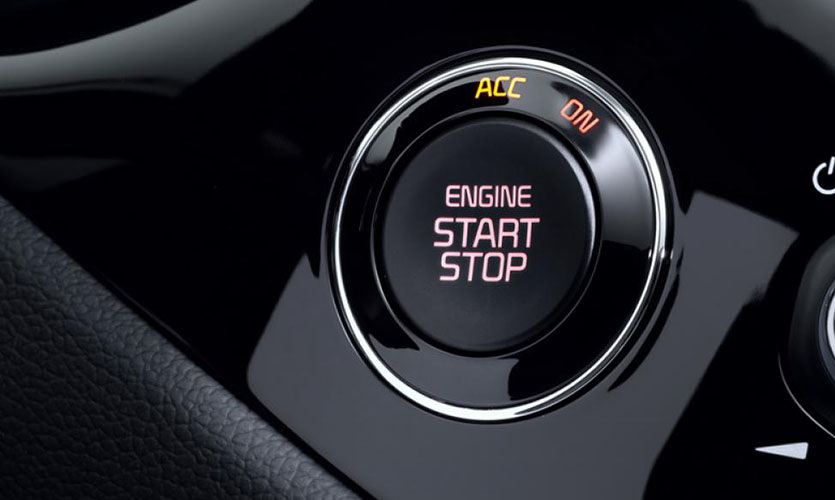 ACC
ON
ENGINE
START
STOP